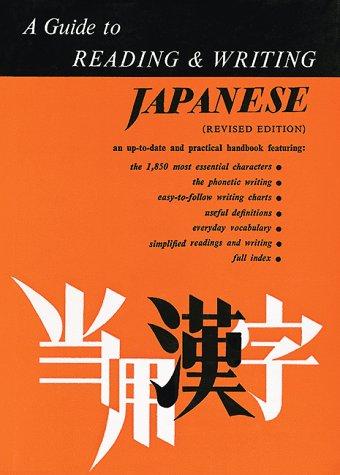 A Guide to
READING & WRITING
JAPANESE
(REVISED EDITION)
an up-to-date and practical handbook featuring:
the 1,850 most essential characters ●
the phonetic writing ●
easy-to-follow writing charts ●
useful definitions ●
everyday vocabulary ●
simplified readings and writing ●
full index ●
当用漢字